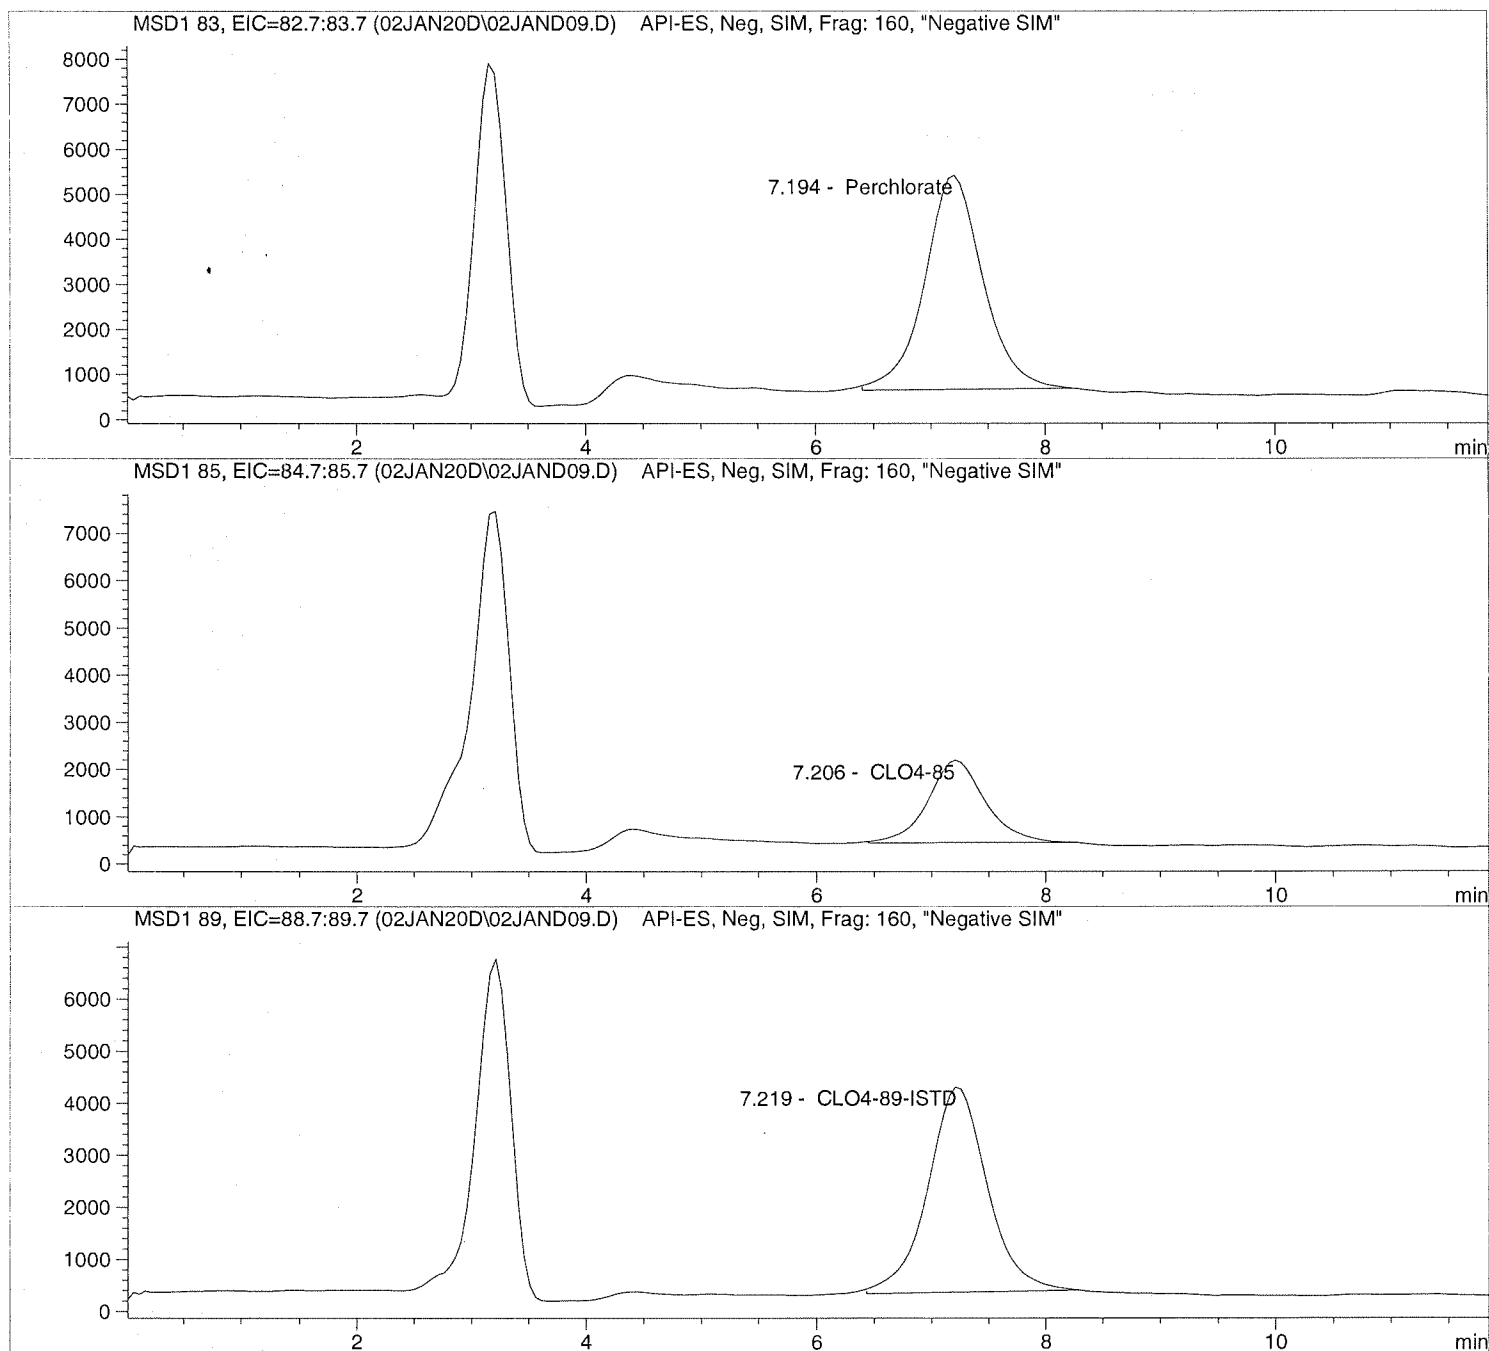 MSD1 83, EIC=82.7:83.7 (02JAN20D\02JAND09.D) API-ES, Neg, SIM, Frag: 160, "Negative SIM"
8000
7000
6000
5000
4000
3000
2000
1000
0
7.194 - Perchlorate
2 4 6 8 10 min
MSD1 85, EIC=84.7:85.7 (02JAN20D\02JAND09.D) API-ES, Neg, SIM, Frag: 160, "Negative SIM"
7000
6000
5000
4000
3000
2000
1000
0
7.206 - CLO4-85
2 4 6 8 10 min
MSD1 89, EIC=88.7:89.7 (02JAN20D\02JAND09.D) API-ES, Neg, SIM, Frag: 160, "Negative SIM"
6000
5000
4000
3000
2000
1000
0
7.219 - CLO4-89-ISTD
2 4 6 8 10 min